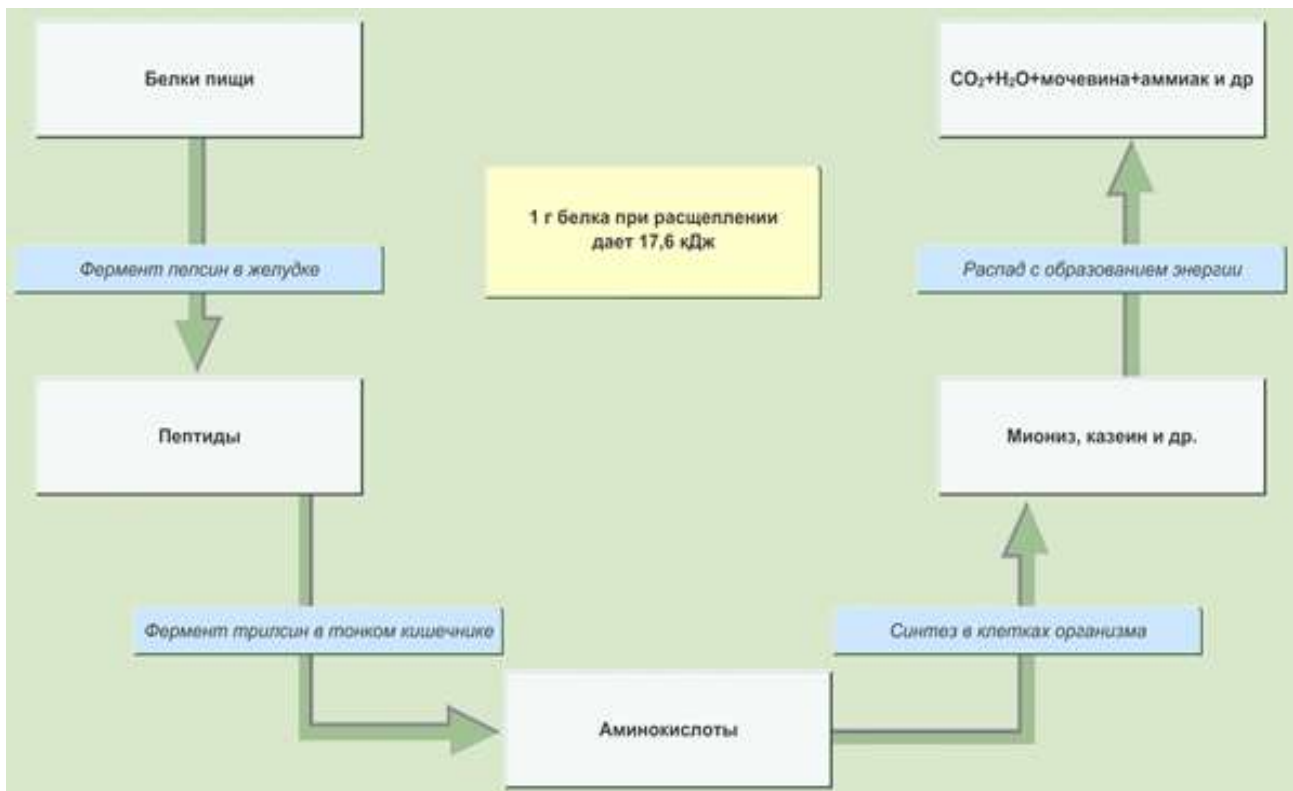 Белки пищи
CO₂+H₂O+мочевина+аммиак и др
1 г белка при расщеплении
дает 17,6 кДж
Фермент пепсин в желудке
Распад с образованием энергии
Пептиды
Миониз, казеин и др.
Фермент трипсин в тонком кишечнике
Синтез в клетках организма
Аминокислоты